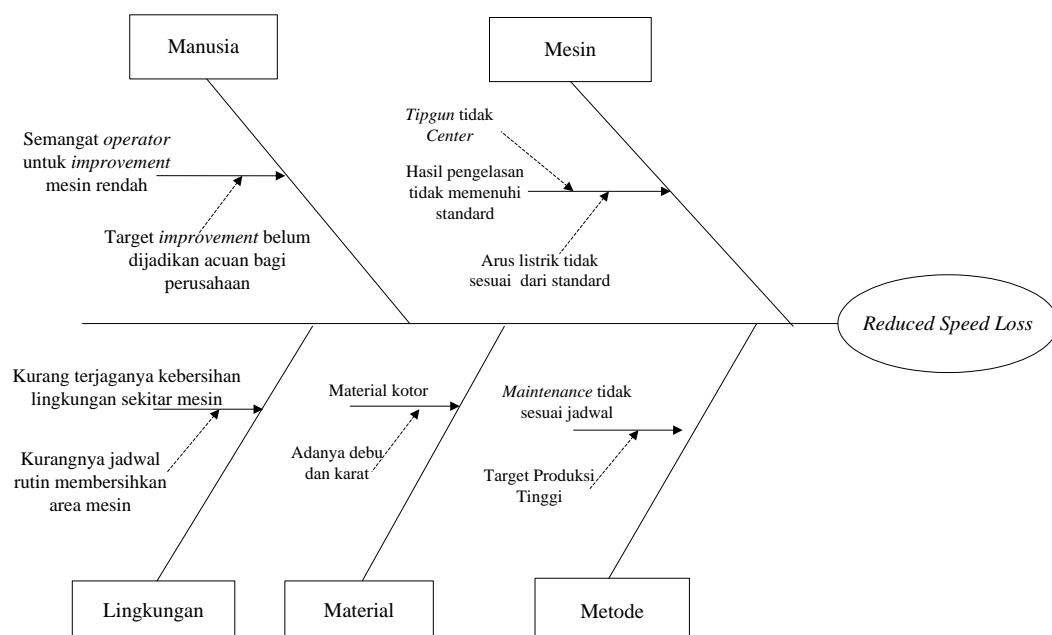 Manusia
Mesin
Semangat operator
untuk improvement
mesin rendah
Target improvement belum
dijadikan acuan bagi
perusahaan
Tipgun tidak
Center
Hasil pengelasan
tidak memenuhi
standard
Arus listrik tidak
sesuai dari standard
Reduced Speed Loss
Kurang terjaganya kebersihan
lingkungan sekitar mesin
Kurangnya jadwal
rutin membersihkan
area mesin
Material kotor
Adanya debu
dan karat
Maintenance tidak
sesuai jadwal
Target Produksi
Tinggi
Lingkungan
Material
Metode